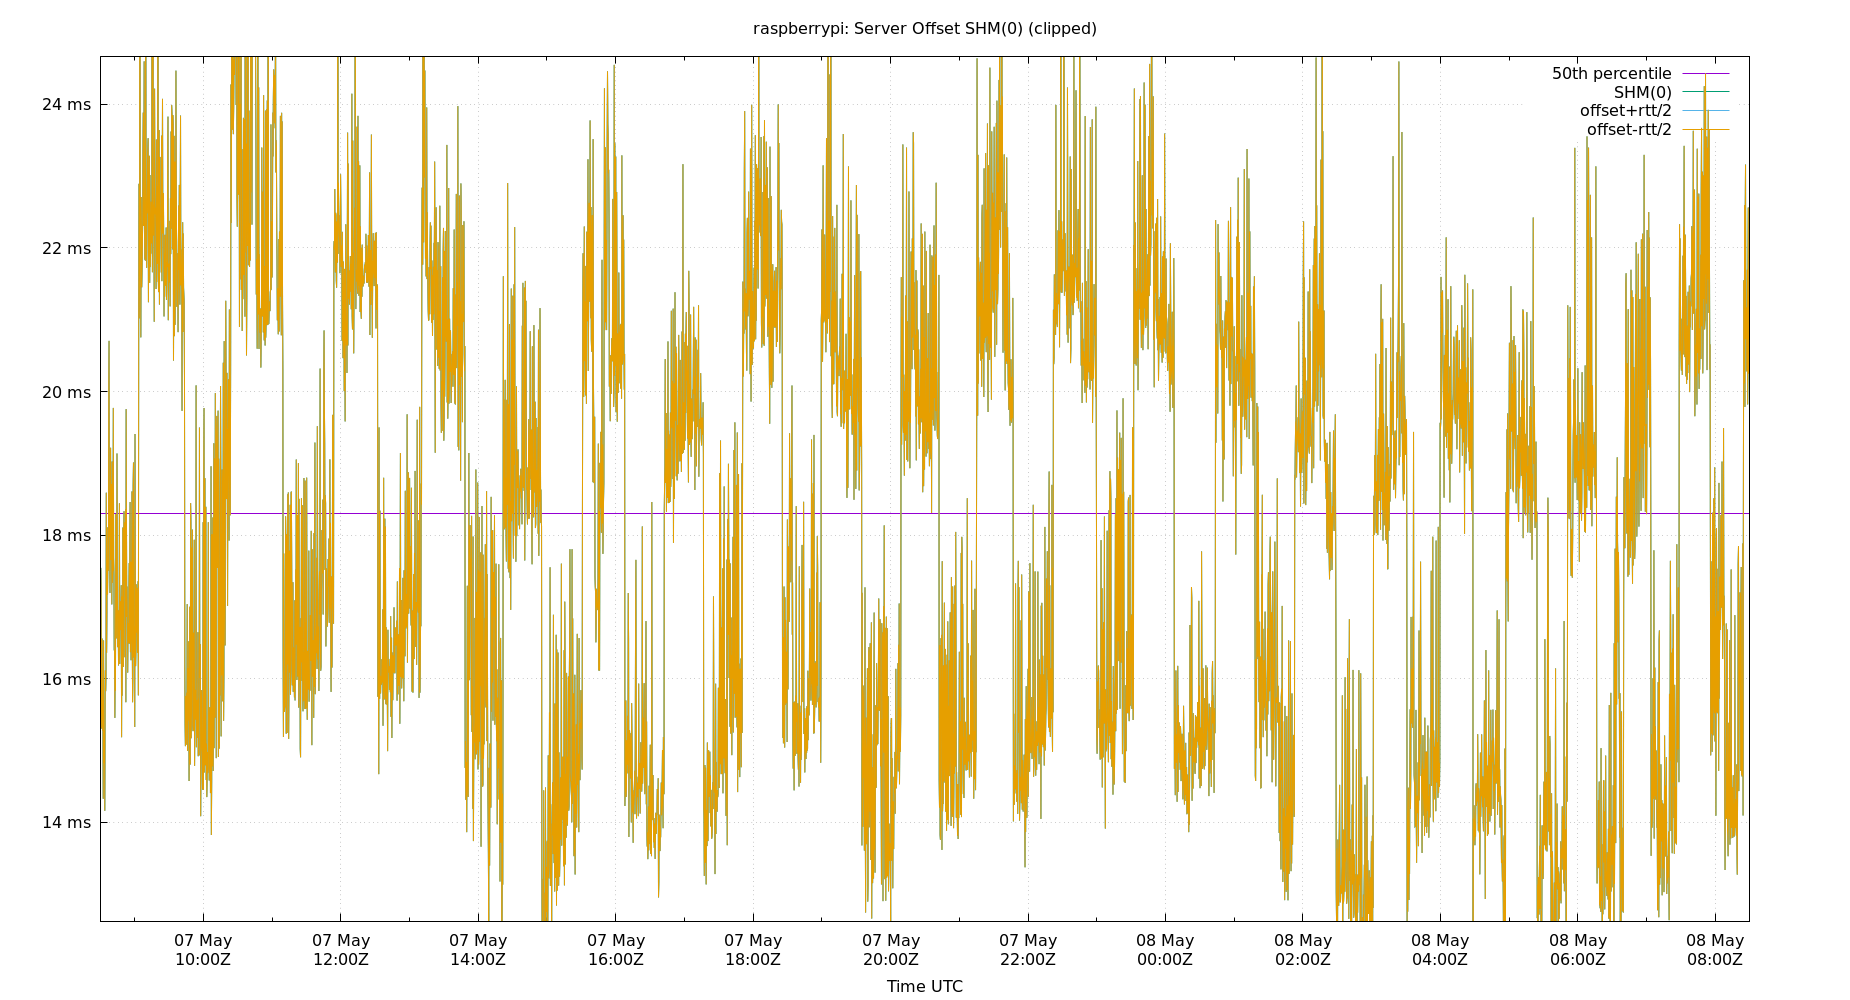 raspberrypi: Server Offset SHM(0) (clipped)
50th percentile
SHM(0)
offset+rtt/2
offset-rtt/2
24 ms
22 ms
20 ms
18 ms
16 ms
14 ms
07 May 07 May 07 May 07 May 07 May 07 May 07 May 08 May 08 May 08 May 08 May 08 May
10:00Z 12:00Z 14:00Z 16:00Z 18:00Z 20:00Z 22:00Z 00:00Z 02:00Z 04:00Z 06:00Z 08:00Z
Time UTC